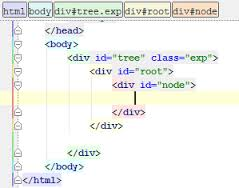 html body div#tree.exp div#root div#node
</head>
<body>
<div id="tree" class="exp">
<div id="root">
<div id="node">
</div>
</div>
</div>
</body>
</html>